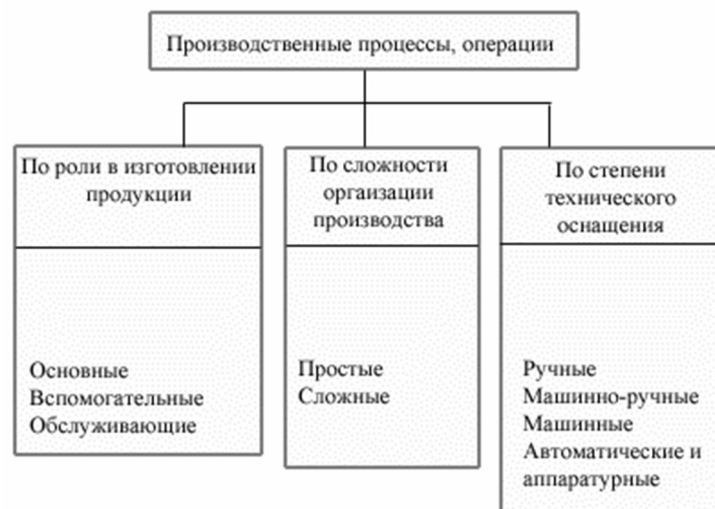 Производственные процессы, операции
По роли в изготовлении
продукции
Основные
Вспомогательные
Обслуживающие
По сложности
оргаизации
производства
Простые
Сложные
По степени
технического
оснащения
Ручные
Машинно-ручные
Машинные
Автоматические и
аппаратурные